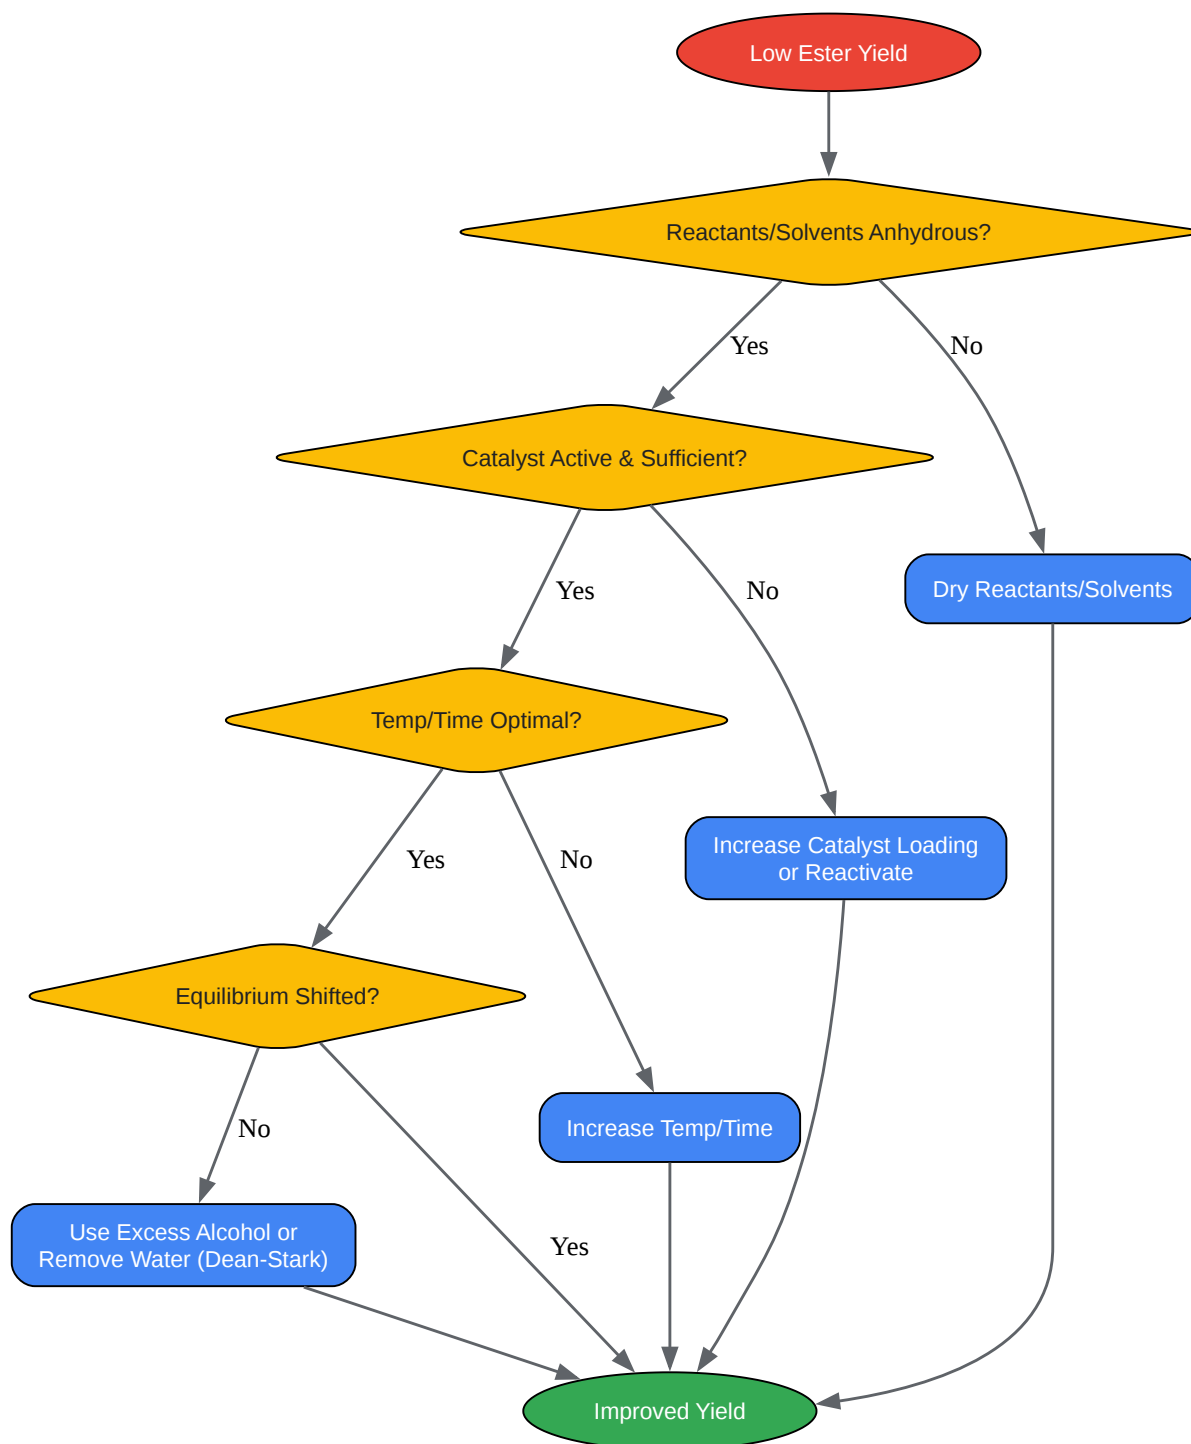 Low Ester Yield
Reactants/Solvents Anhydrous?
Yes
No
Catalyst Active & Sufficient?
Yes
No
Dry Reactants/Solvents
Temp/Time Optimal?
Yes
No
Increase Catalyst Loading
or Reactivate
Equilibrium Shifted?
No
Yes
Increase Temp/Time
Use Excess Alcohol or
Remove Water (Dean-Stark)
Improved Yield